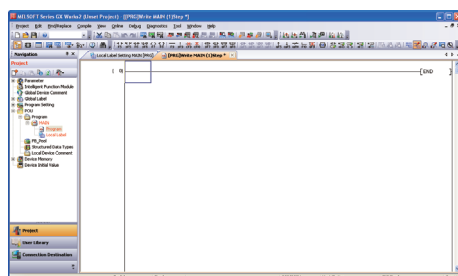 MELSOFT Series GX Works2 (Unset Project) - [[PRG]Write MAIN (1)Step *]
Project Edit Find/Replace Compile View Online Debug Diagnostics Tool Window Help
Navigation
Local Label Setting MAIN [PRG]
[PRG]Write MAIN (1)Step *
Project
Parameter
Intelligent Function Module
Global Device Comment
Global Label
Program Setting
POU
Program
MAIN
Program
Local Label
FB_Pool
Structured Data Types
Local Device Comment
Device Memory
Device Initial Value
( 0)
[END ]
Project
User Library
Connection Destination